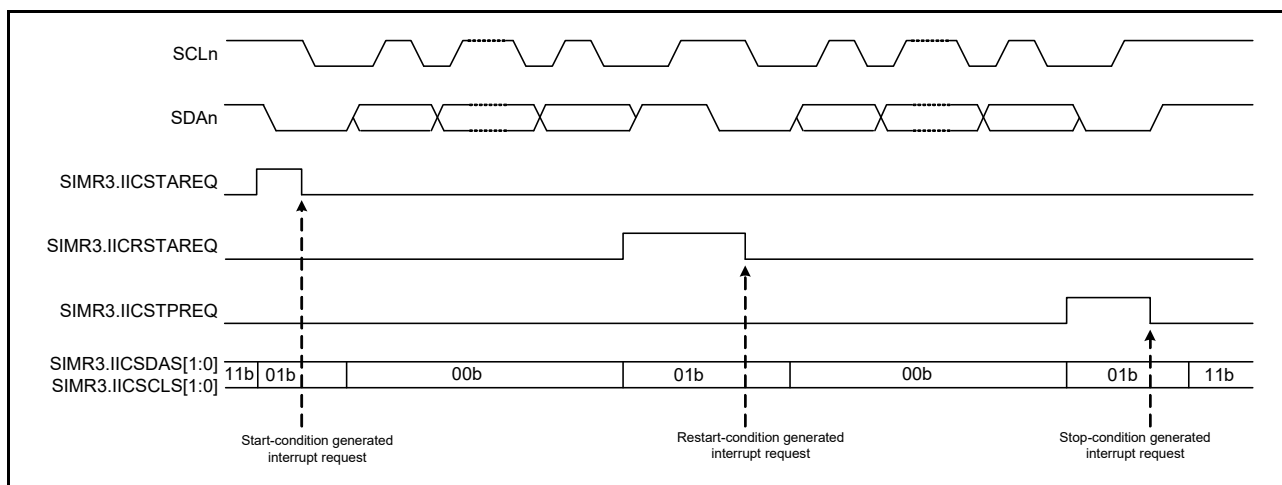 SCLn
SDAn
SIMR3.IICSTAREQ
SIMR3.IICRSTAREQ
SIMR3.IICSTPREQ
SIMR3.IICSDAS[1:0]
SIMR3.IICSCLS[1:0]
11b 01b 00b 01b 00b 01b 11b
Start-condition generated
interrupt request
Restart-condition generated
interrupt request
Stop-condition generated
interrupt request